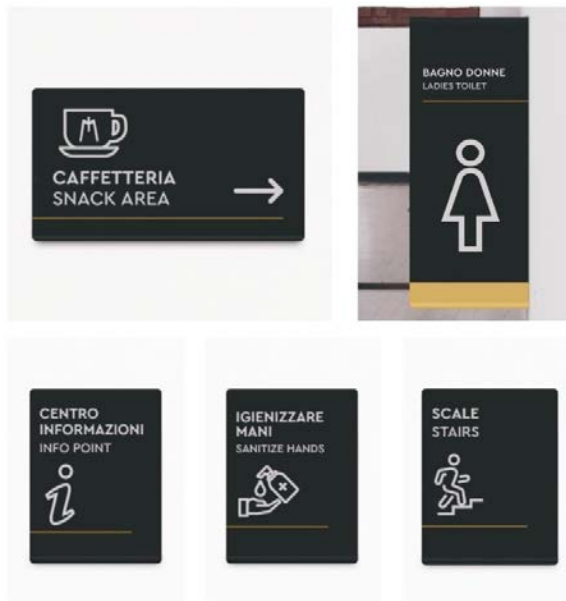 CAFFETTERIA
SNACK AREA
BAGNO DONNE
LADIES TOILET
CENTRO
INFORMAZIONI
INFO POINT
IGIENIZZARE
MANI
SANITIZE HANDS
SCALE
STAIRS